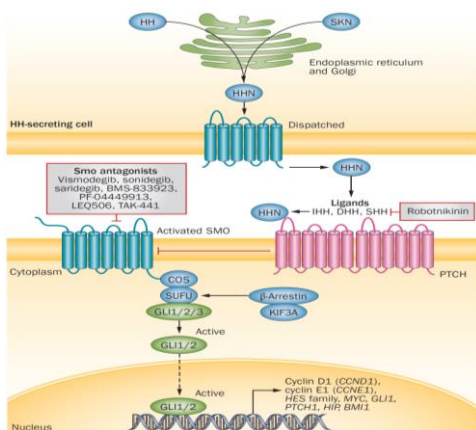 HH
SKN
Endoplasmic reticulum
and Golgi
HHN
HH-secreting cell
Dispatched
HHN
Smo antagonists
Vismodegib, sonidegib,
saridegib, BMS-833923,
PF-04449913,
LEQ506, TAK-441
Ligands
HHN
IHH, DHH, SHH
Robotnikinin
Activated SMO
Cytoplasm
PTCH
COS
SUFU
β-Arrestin
KIF3A
GLI1/2/3
Active
GLI1/2
Active
GLI1/2
Cyclin D1 (CCND1),
cyclin E1 (CCNE1),
HES family, MYC, GLI1,
PTCH1, HIP, BMI1
Nucleus